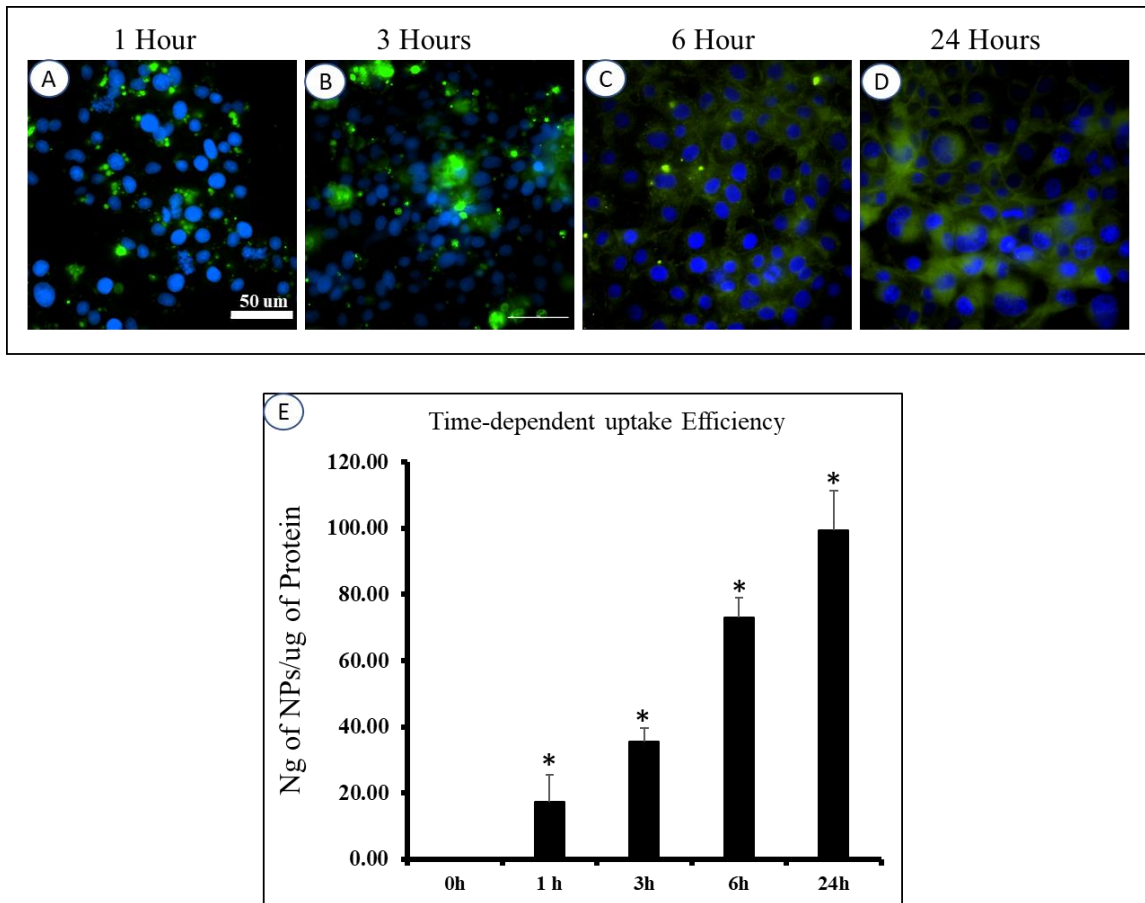 1 Hour
3 Hours
6 Hour
24 Hours
A
B
C
D
50 um
E
Time-dependent uptake Efficiency
Ng of NPs/ug of Protein
120.00
100.00
80.00
60.00
40.00
20.00
0.00
*
*
*
*
0h
1 h
3h
6h
24h